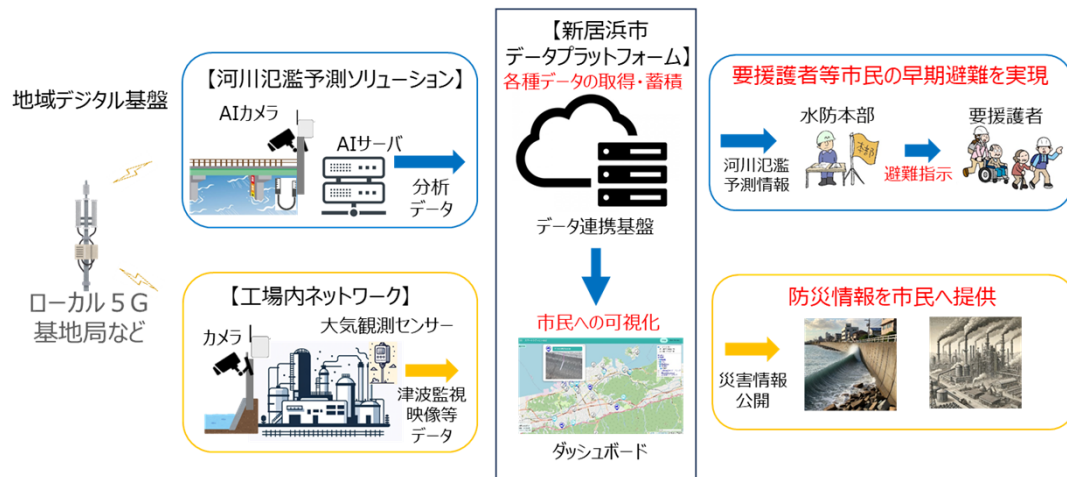 地域デジタル基盤
ローカル５G
基地局など
【河川氾濫予測ソリューション】
AIカメラ
AIサーバ
分析
データ
【工場内ネットワーク】
カメラ
大気観測センサー
津波監視
映像等
データ
【新居浜市
データプラットフォーム】
各種データの取得・蓄積
データ連携基盤
市民への可視化
ダッシュボード
要援護者等市民の早期避難を実現
河川氾濫
予測情報
水防本部
本部
避難指示
要援護者
防災情報を市民へ提供
災害情報
公開